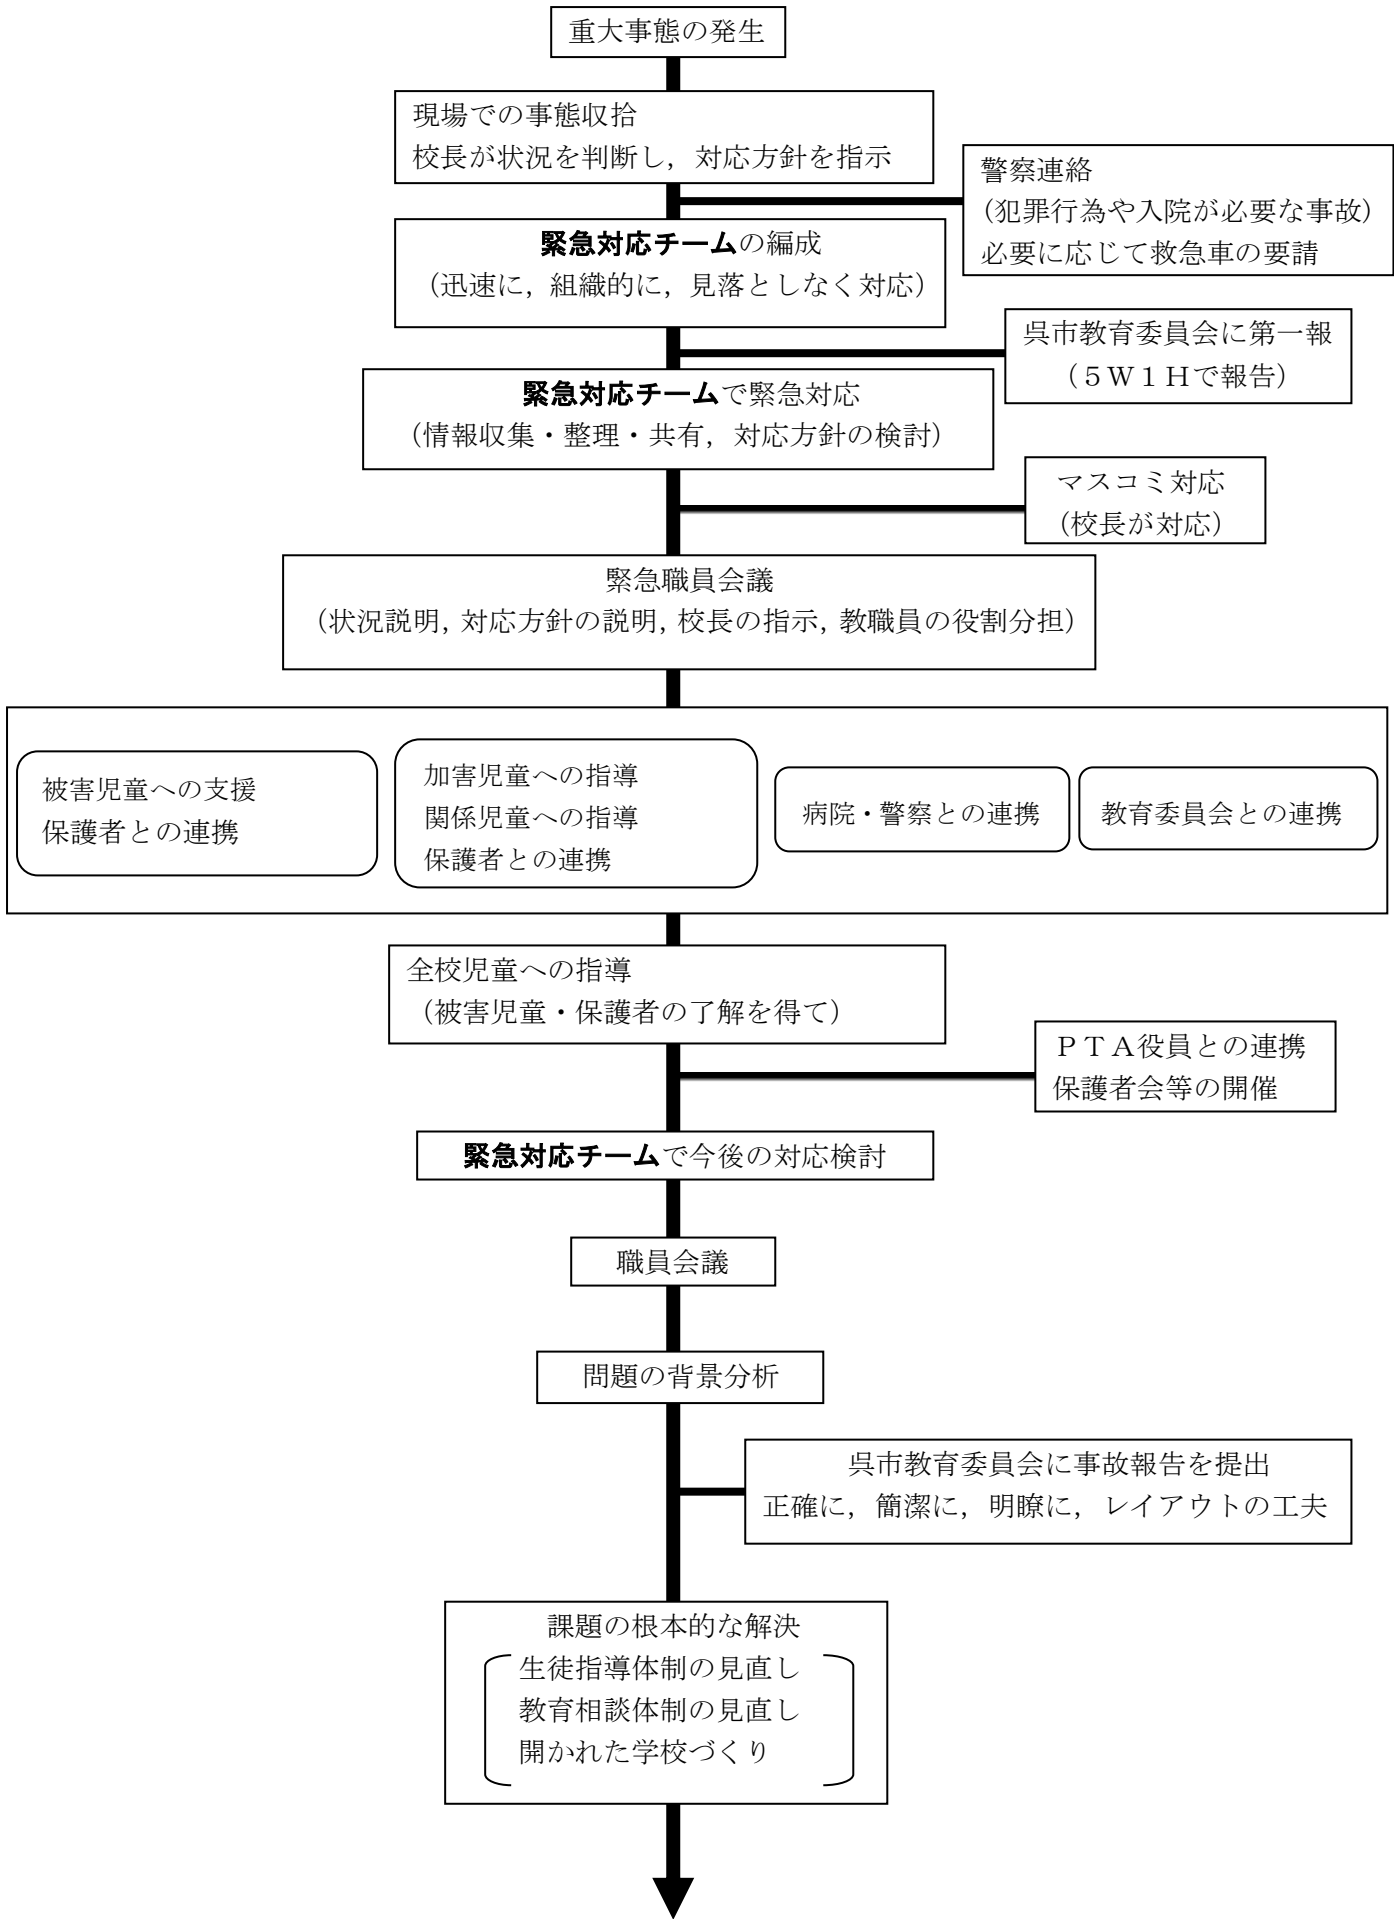 重大事態の発生
現場での事態収拾
校長が状況を判断し，対応方針を指示
警察連絡
（犯罪行為や入院が必要な事故）
必要に応じて救急車の要請
緊急対応チームの編成
（迅速に，組織的に，見落としなく対応）
呉市教育委員会に第一報
（５Ｗ１Ｈで報告）
緊急対応チームで緊急対応
（情報収集・整理・共有，対応方針の検討）
マスコミ対応
（校長が対応）
緊急職員会議
（状況説明，対応方針の説明，校長の指示，教職員の役割分担）
被害児童への支援
保護者との連携
加害児童への指導
関係児童への指導
保護者との連携
病院・警察との連携
教育委員会との連携
全校児童への指導
（被害児童・保護者の了解を得て）
ＰＴＡ役員との連携
保護者会等の開催
緊急対応チームで今後の対応検討
職員会議
問題の背景分析
呉市教育委員会に事故報告を提出
正確に，簡潔に，明瞭に，レイアウトの工夫
課題の根本的な解決
生徒指導体制の見直し
教育相談体制の見直し
開かれた学校づくり